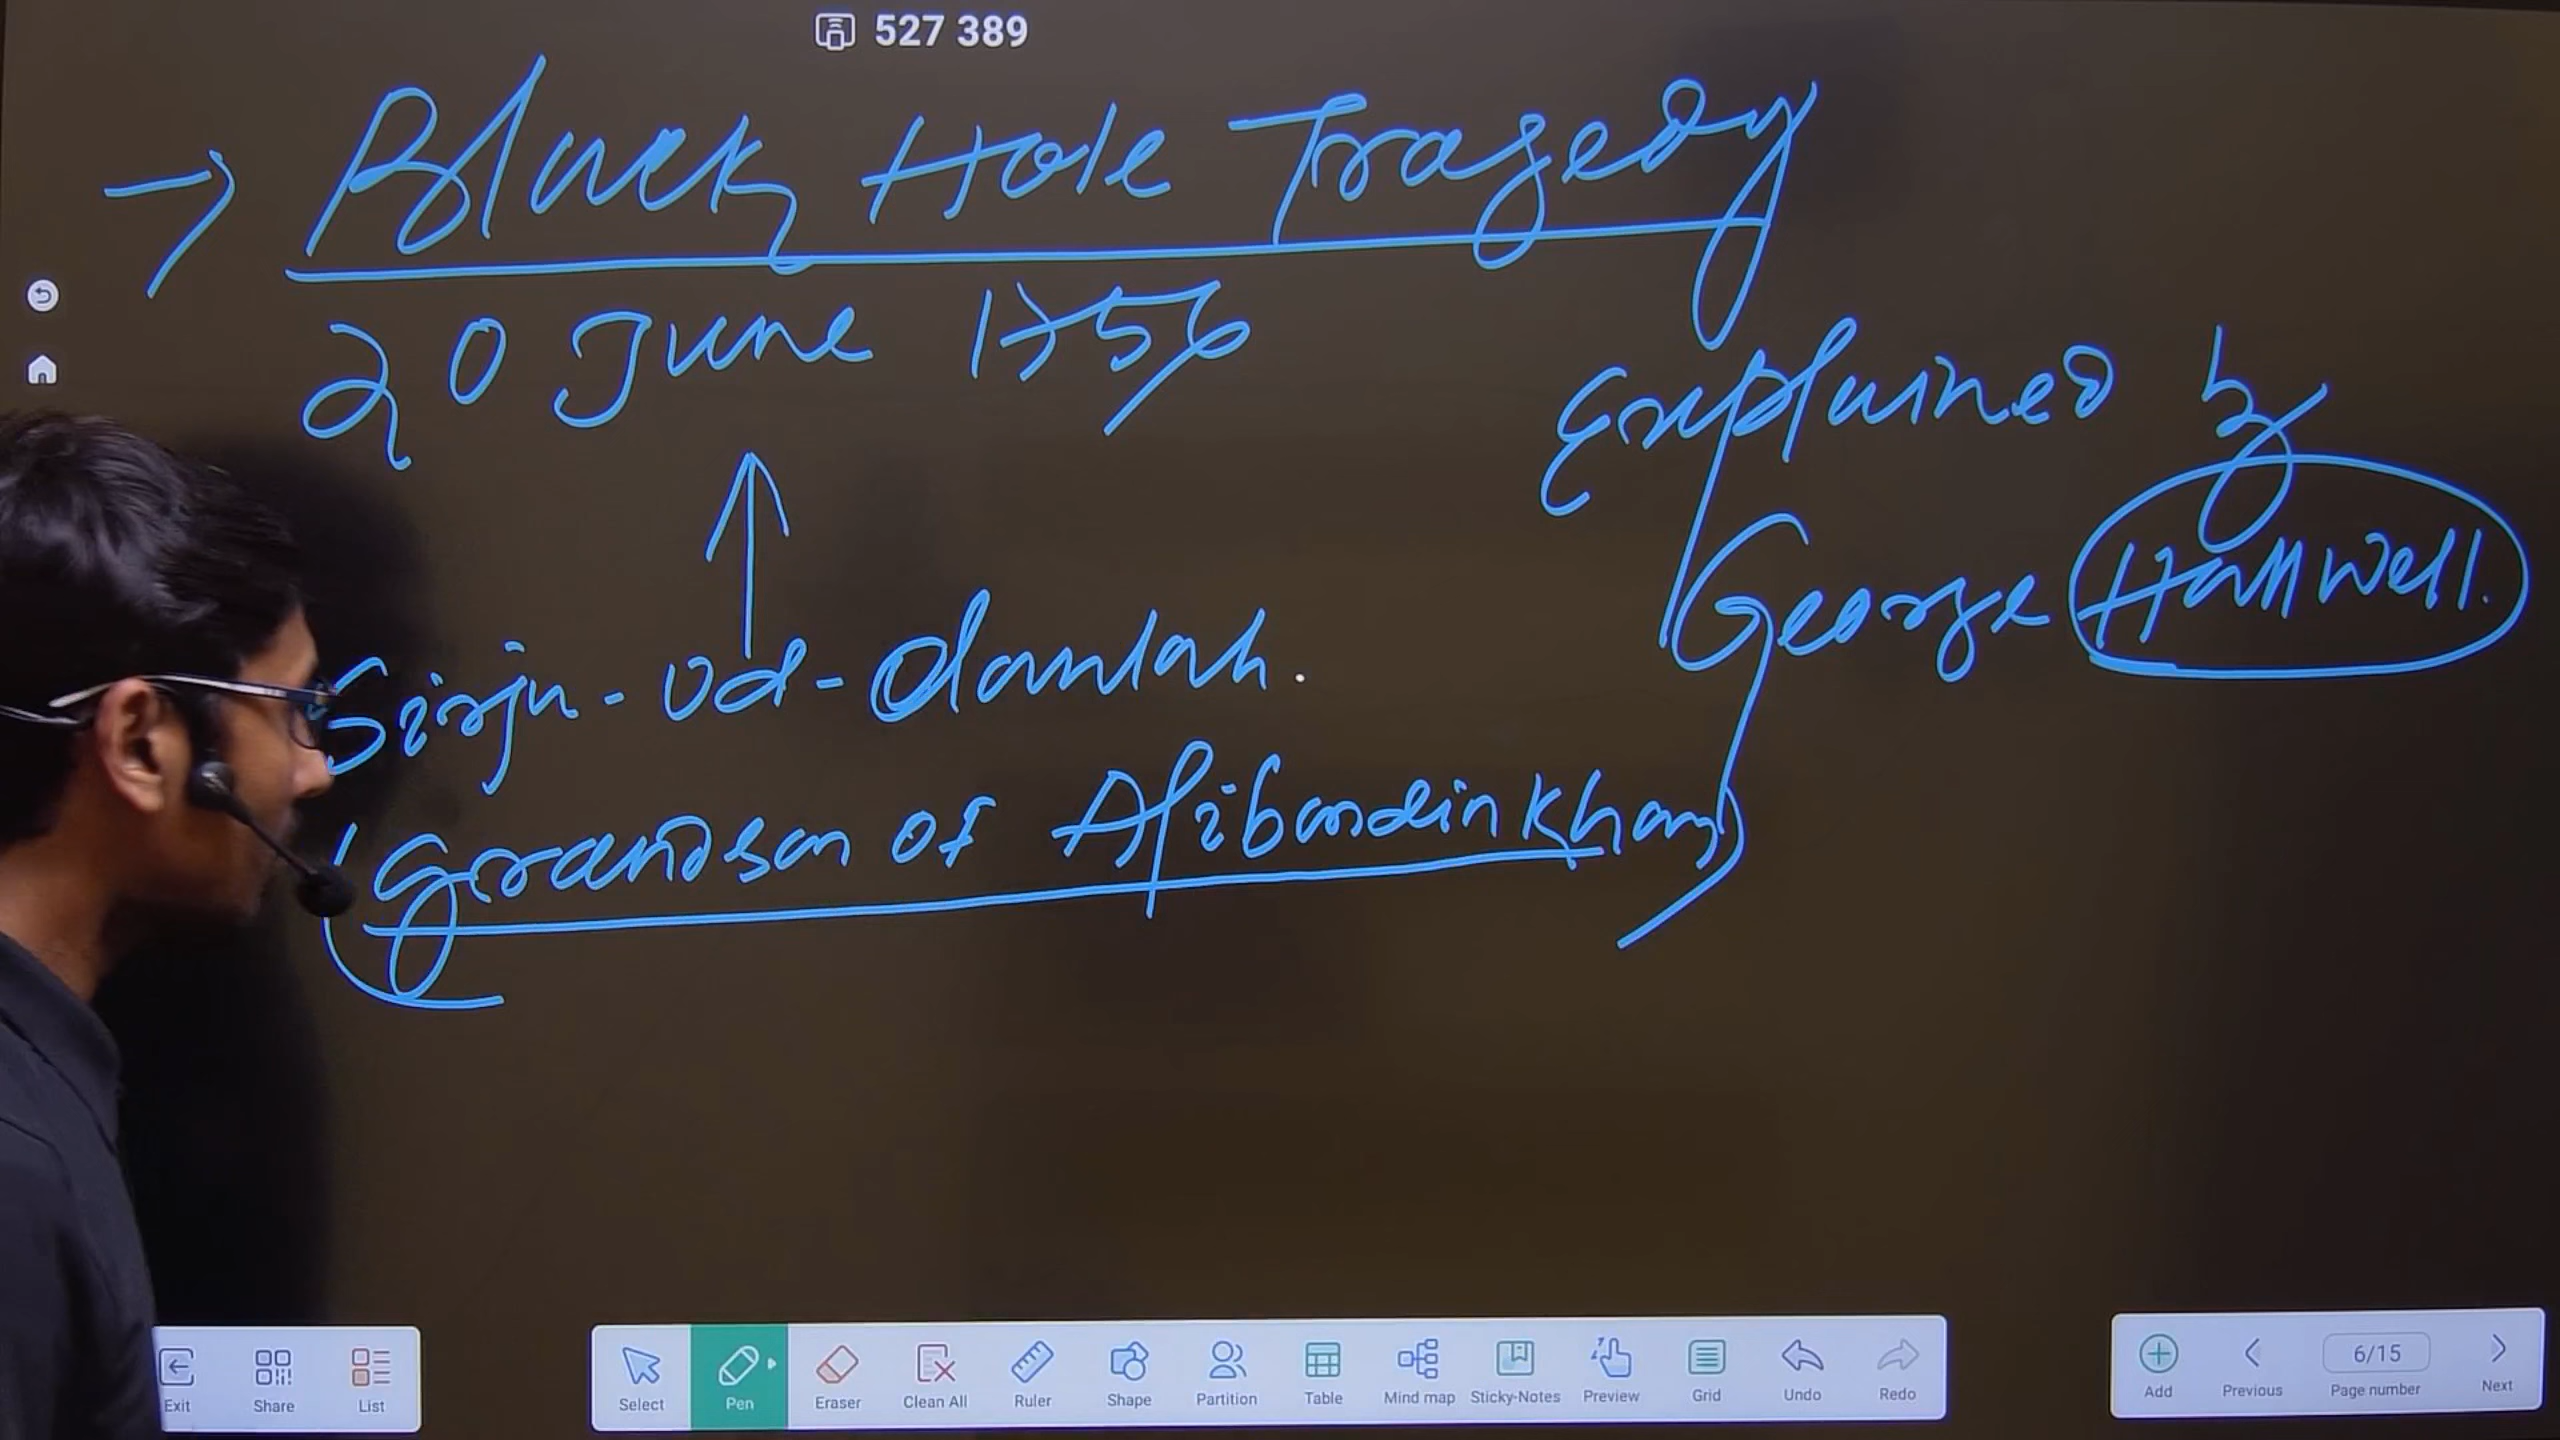 527 389
→ Black Hole Tragedy
20 June 1756
Explained by
George Hallwell.
Sirju-Ud-daulah.
(Grandson of Alibardin Khan)
Exit
Share
List
Select
Pen
Eraser
Clean All
Ruler
Shape
Partition
Table
Mind map
Sticky-Notes
Preview
Grid
Undo
Redo
Add
Previous
6/15
Page number
Next